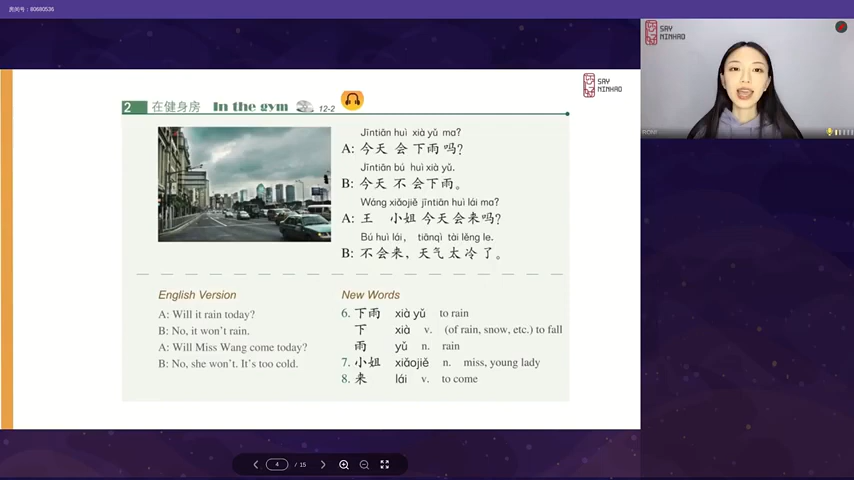 房间号：80680536
SAY
NINHAO
SAY
NINHAO
2 在健身房 In the gym 12-2
Jīntiān huì xià yǔ ma?
A: 今天 会 下雨 吗？
Jīntiān bú huì xià yǔ.
B: 今天 不 会下雨。
Wáng xiǎojiě jīntiān huì lái ma?
A: 王 小姐 今天会来吗？
Bú huì lái, tiānqì tài lěng le.
B: 不会来，天气太冷了。
English Version
A: Will it rain today?
B: No, it won't rain.
A: Will Miss Wang come today?
B: No, she won't. It's too cold.
New Words
6. 下雨 xià yǔ to rain
下 xià v. (of rain, snow, etc.) to fall
雨 yǔ n. rain
7. 小姐 xiǎojiě n. miss, young lady
8. 来 lái v. to come
4 / 15